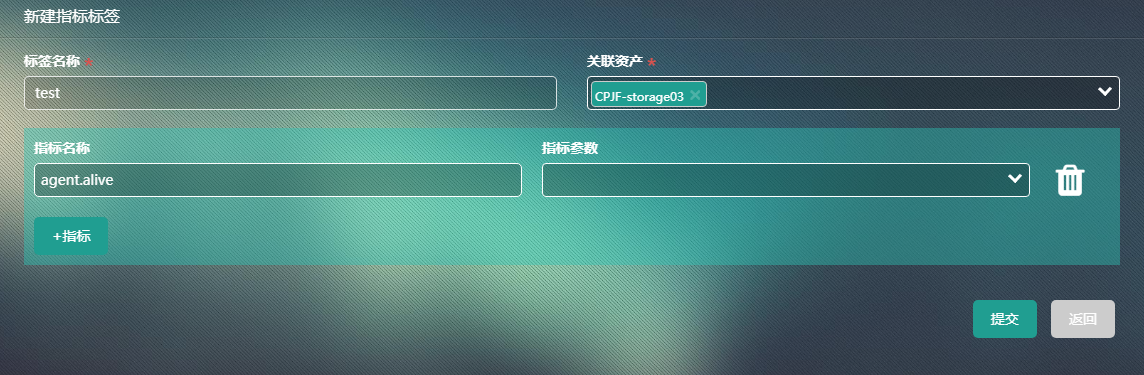 新建指标标签
标签名称 * 关联资产 *
test CPJF-storage03 ×
指标名称 指标参数
agent.alive
+指标
提交 返回